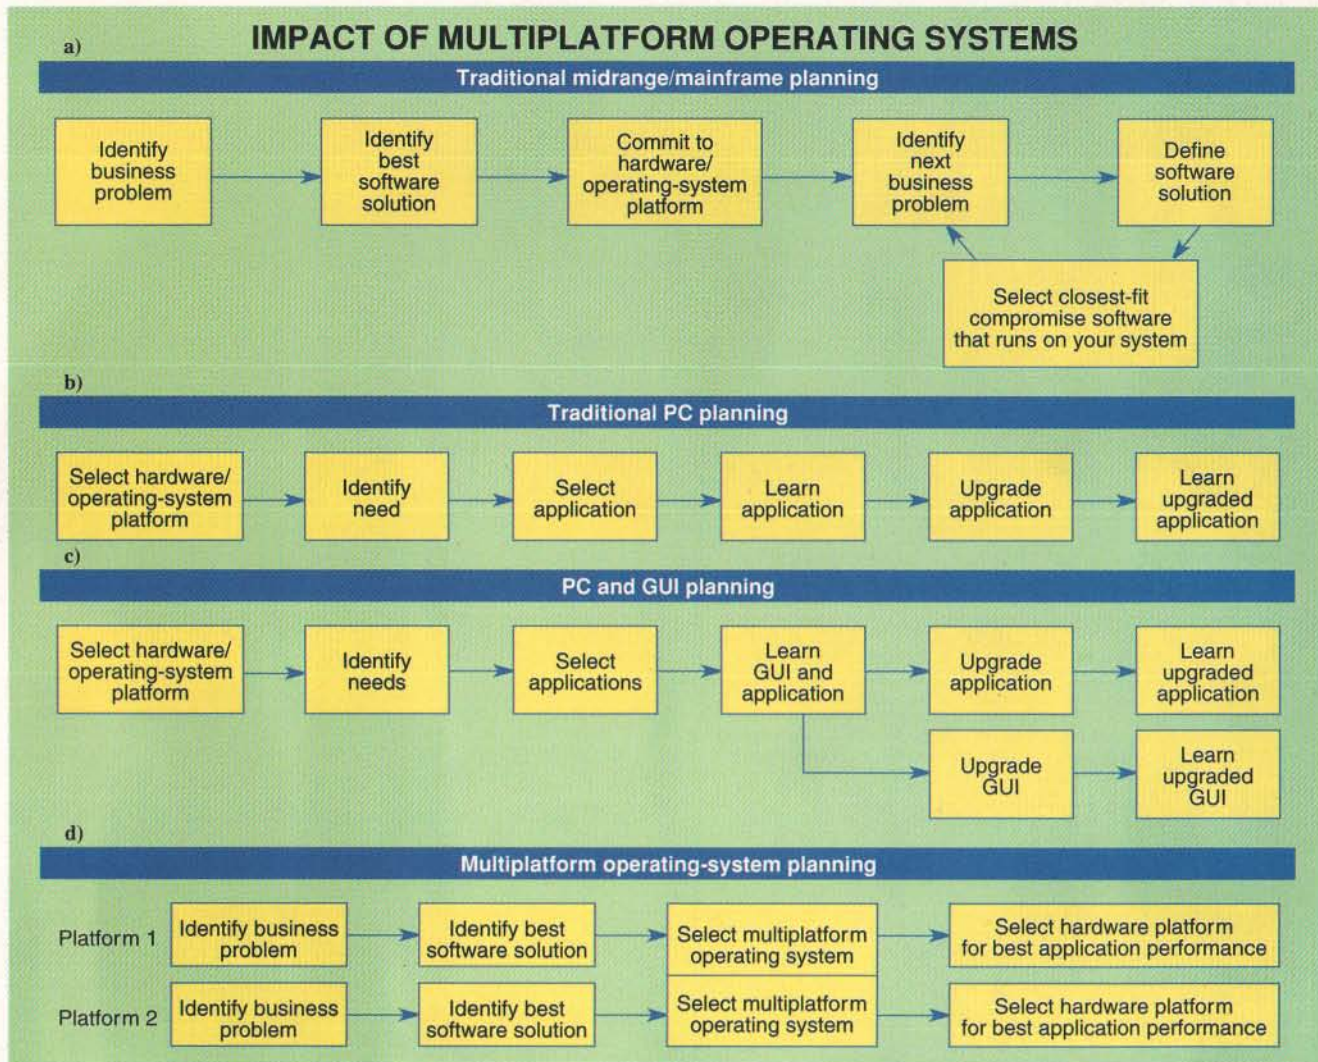 a)
IMPACT OF MULTIPLATFORM OPERATING SYSTEMS
Traditional midrange/mainframe planning
Identify
business
problem
Identify
best
software
solution
Commit to
hardware/
operating-system
platform
Identify
next
business
problem
Define
software
solution
Select closest-fit
compromise software
that runs on your system
b)
Traditional PC planning
Select hardware/
operating-system
platform
Identify
need
Select
application
Learn
application
Upgrade
application
Learn
upgraded
application
c)
PC and GUI planning
Select hardware/
operating-system
platform
Identify
needs
Select
applications
Learn
GUI and
application
Upgrade
application
Learn
upgraded
application
Upgrade
GUI
Learn
upgraded
GUI
d)
Multiplatform operating-system planning
Platform 1
Identify business
problem
Identify best
software solution
Select multiplatform
operating system
Select hardware platform
for best application performance
Platform 2
Identify business
problem
Identify best
software solution
Select multiplatform
operating system
Select hardware platform
for best application performance